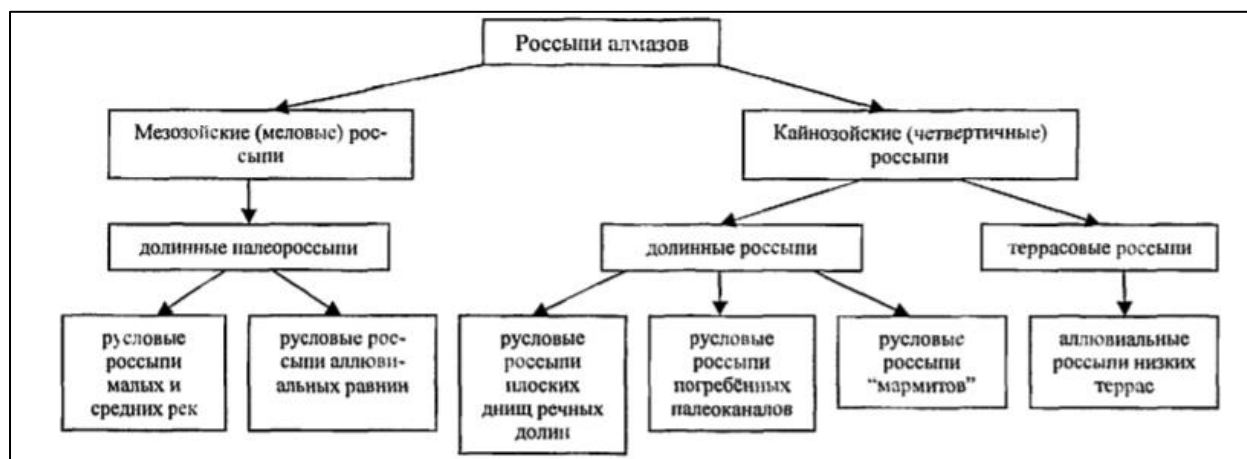 Россыпи алмазов
Мезозойские (меловые) рос-
сыпи
Кайнозойские (четвертичные)
россыпи
долинные палеороссыпи
долинные россыпи
террасовые россыпи
русловые
россыпи
малых и
средних рек
русловые рос-
сыпи аллюви-
альных равнин
русловые
россыпи
плоских
днищ речных
долин
русловые
россыпи
погребённых
палеоканалов
русловые
россыпи
“мармитов”
аллювиальные
россыпи низких
террас